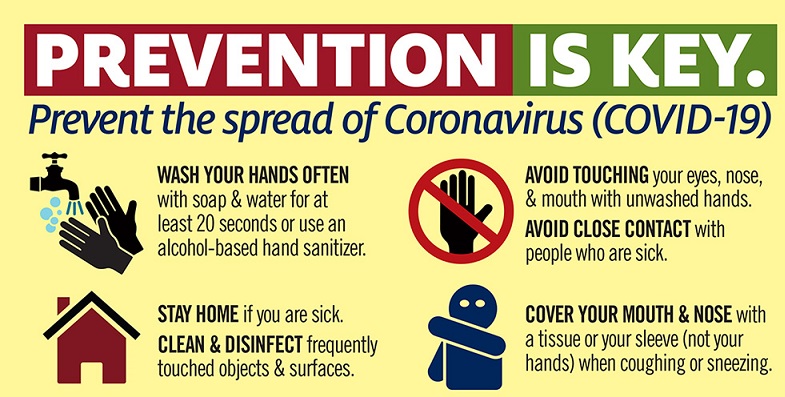 PREVENTION IS KEY.
Prevent the spread of Coronavirus (COVID-19)
WASH YOUR HANDS OFTEN
with soap & water for at
least 20 seconds or use an
alcohol-based hand sanitizer.
AVOID TOUCHING your eyes, nose,
& mouth with unwashed hands.
AVOID CLOSE CONTACT with
people who are sick.
STAY HOME if you are sick.
CLEAN & DISINFECT frequently
touched objects & surfaces.
COVER YOUR MOUTH & NOSE with
a tissue or your sleeve (not your
hands) when coughing or sneezing.